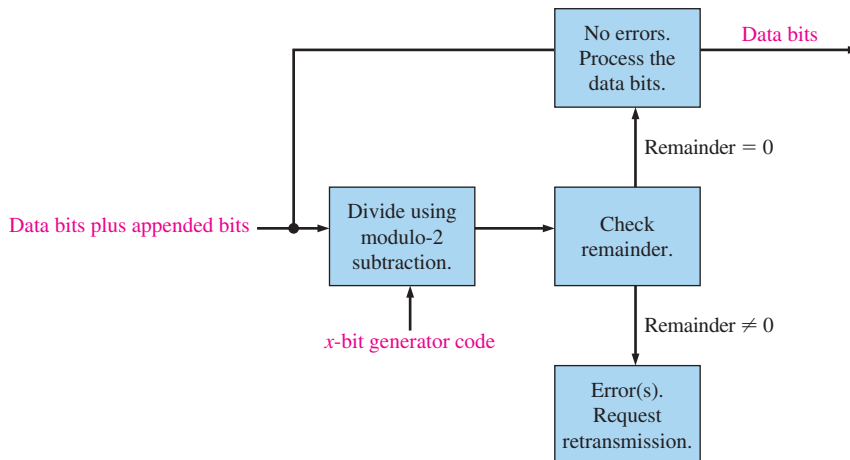 No errors.
Process the
data bits.
Data bits
Remainder = 0
Data bits plus appended bits
Divide using
modulo-2
subtraction.
Check
remainder.
x-bit generator code
Remainder ≠ 0
Error(s).
Request
retransmission.